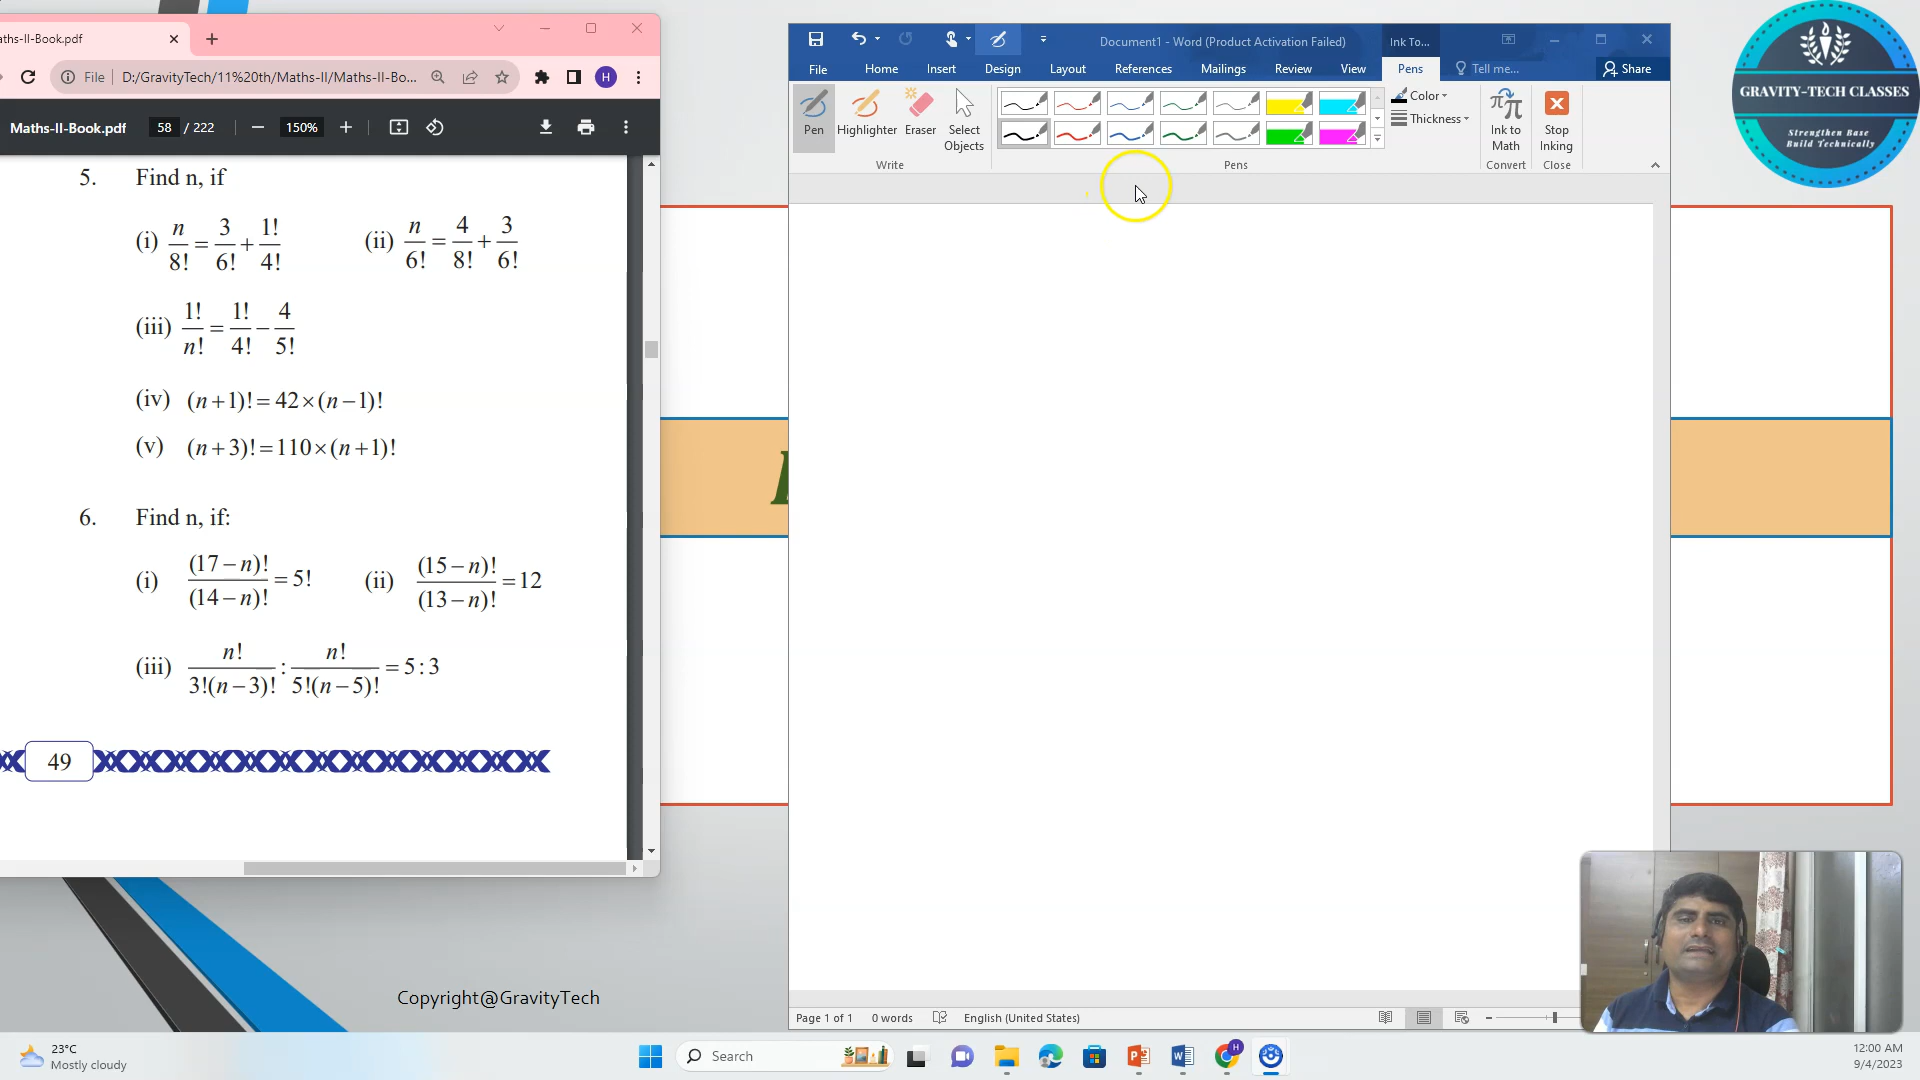 ths-II-Book.pdf
File D:/GravityTech/11%20th/Maths-II/Maths-II-Bo...
H
Maths-II-Book.pdf 58 / 222 150%
5. Find n, if
(i) n/8! = 3/6! + 1!/4! (ii) n/6! = 4/8! + 3/6!
(iii) 1!/n! = 1!/4! − 4/5!
(iv) (n+1)! = 42×(n−1)!
(v) (n+3)! = 110×(n+1)!
6. Find n, if:
(i) (17−n)!/(14−n)! = 5! (ii) (15−n)!/(13−n)! = 12
(iii) n!/3!(n−3)! : n!/5!(n−5)! = 5:3
49
Copyright@GravityTech
Document1 - Word (Product Activation Failed)
Ink To...
File Home Insert Design Layout References Mailings Review View Pens Tell me... Share
Pen
Highlighter
Eraser
Select Objects
Write
Color
Thickness
Pens
Ink to Math
Convert
Stop Inking
Close
Page 1 of 1 0 words English (United States)
GRAVITY-TECH CLASSES
Strengthen Base
Build Technically
23°C
Mostly cloudy
Search
H
12:00 AM
9/4/2023